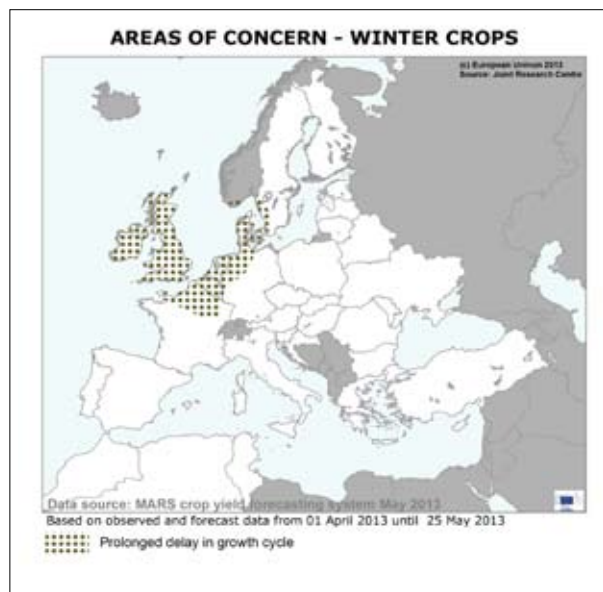 AREAS OF CONCERN - WINTER CROPS
(c) European Uninon 2013
Source: Joint Research Centre
Data source: MARS crop yield forecasting system May 2013
Based on observed and forecast data from 01 April 2013 until 25 May 2013
Prolonged delay in growth cycle